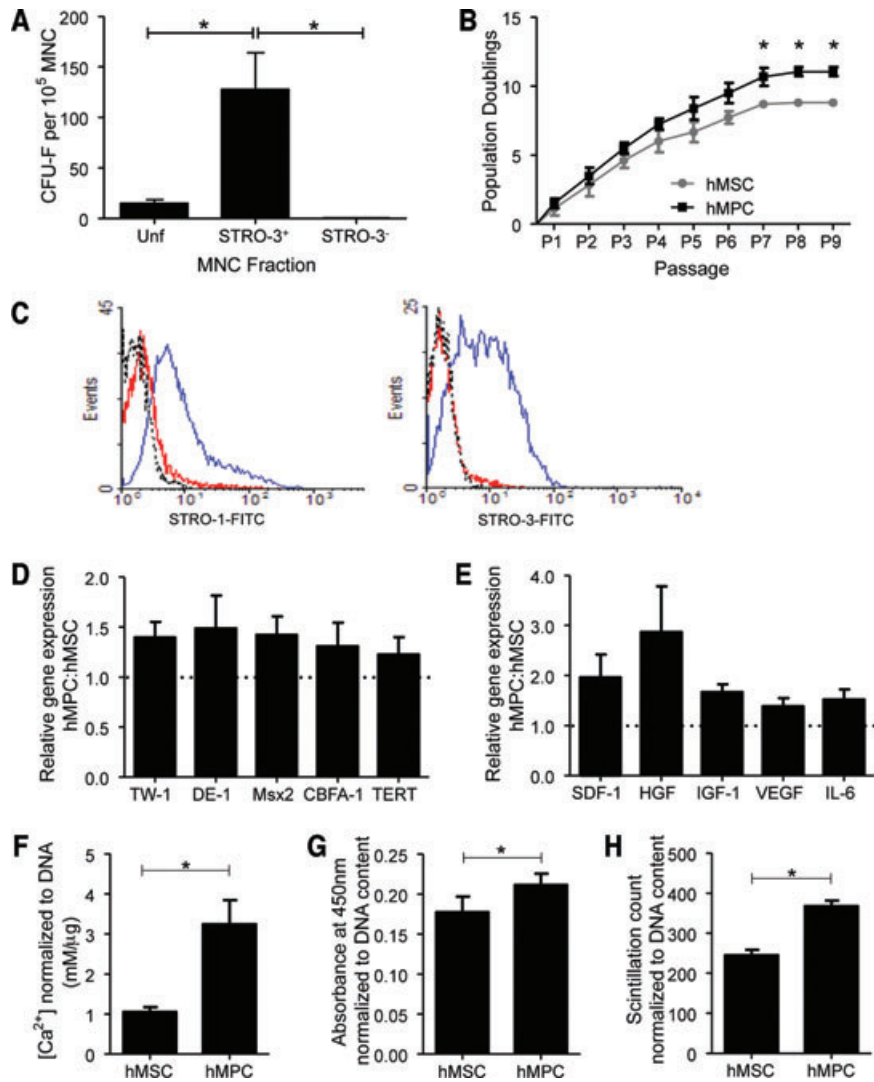 A
CFU-F per 10⁵ MNC
200
150
100
50
0
*
*
Unf
STRO-3⁺
STRO-3⁻
MNC Fraction
B
Population Doublings
15
10
5
0
* * *
hMSC
hMPC
P1 P2 P3 P4 P5 P6 P7 P8 P9
Passage
C
45
Events
0
10⁰ 10¹ 10² 10³
STRO-1-FITC
25
Events
0
10⁰ 10¹ 10² 10³ 10⁴
STRO-3-FITC
D
Relative gene expression
hMPC:hMSC
2.0
1.5
1.0
0.5
0.0
TW-1 DE-1 Msx2 CBFA-1 TERT
E
Relative gene expression
hMPC:hMSC
4.0
3.0
2.0
1.0
0.0
SDF-1 HGF IGF-1 VEGF IL-6
F
[Ca²⁺] normalized to DNA
(mM/µg)
5
4
3
2
1
0
*
hMSC hMPC
G
Absorbance at 450nm
normalized to DNA content
0.25
0.20
0.15
0.10
0.05
0.00
*
hMSC hMPC
H
Scintillation count
normalized to DNA content
500
400
300
200
100
0
*
hMSC hMPC